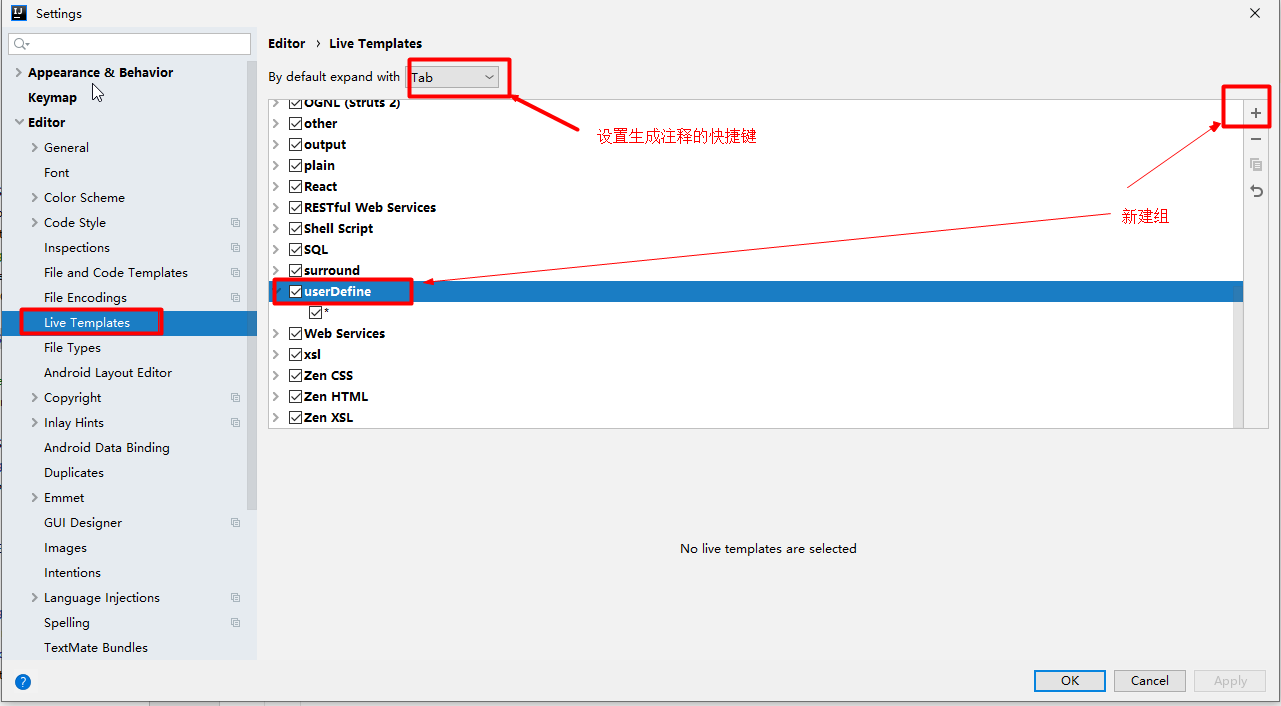 IJ Settings
Appearance & Behavior
Keymap
Editor
General
Font
Color Scheme
Code Style
Inspections
File and Code Templates
File Encodings
Live Templates
File Types
Android Layout Editor
Copyright
Inlay Hints
Android Data Binding
Duplicates
Emmet
GUI Designer
Images
Intentions
Language Injections
Spelling
TextMate Bundles
?
Editor › Live Templates
By default expand with Tab
设置生成注释的快捷键
新建组
OGNL (Struts 2)
other
output
plain
React
RESTful Web Services
Shell Script
SQL
surround
userDefine
*
Web Services
xsl
Zen CSS
Zen HTML
Zen XSL
No live templates are selected
OK Cancel Apply